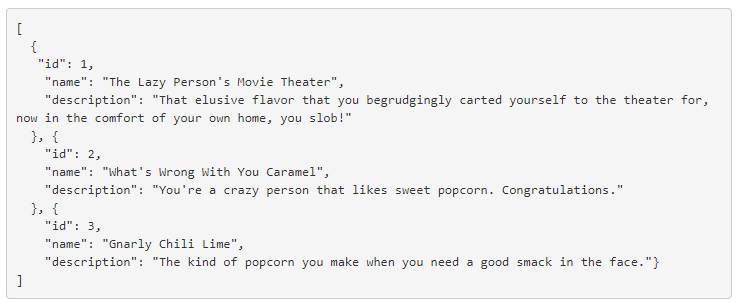 [
  {
   "id": 1,
    "name": "The Lazy Person's Movie Theater",
    "description": "That elusive flavor that you begrudgingly carted yourself to the theater for,
now in the comfort of your own home, you slob!"
  }, {
    "id": 2,
    "name": "What's Wrong With You Caramel",
    "description": "You're a crazy person that likes sweet popcorn. Congratulations."
  }, {
    "id": 3,
    "name": "Gnarly Chili Lime",
    "description": "The kind of popcorn you make when you need a good smack in the face."}
]